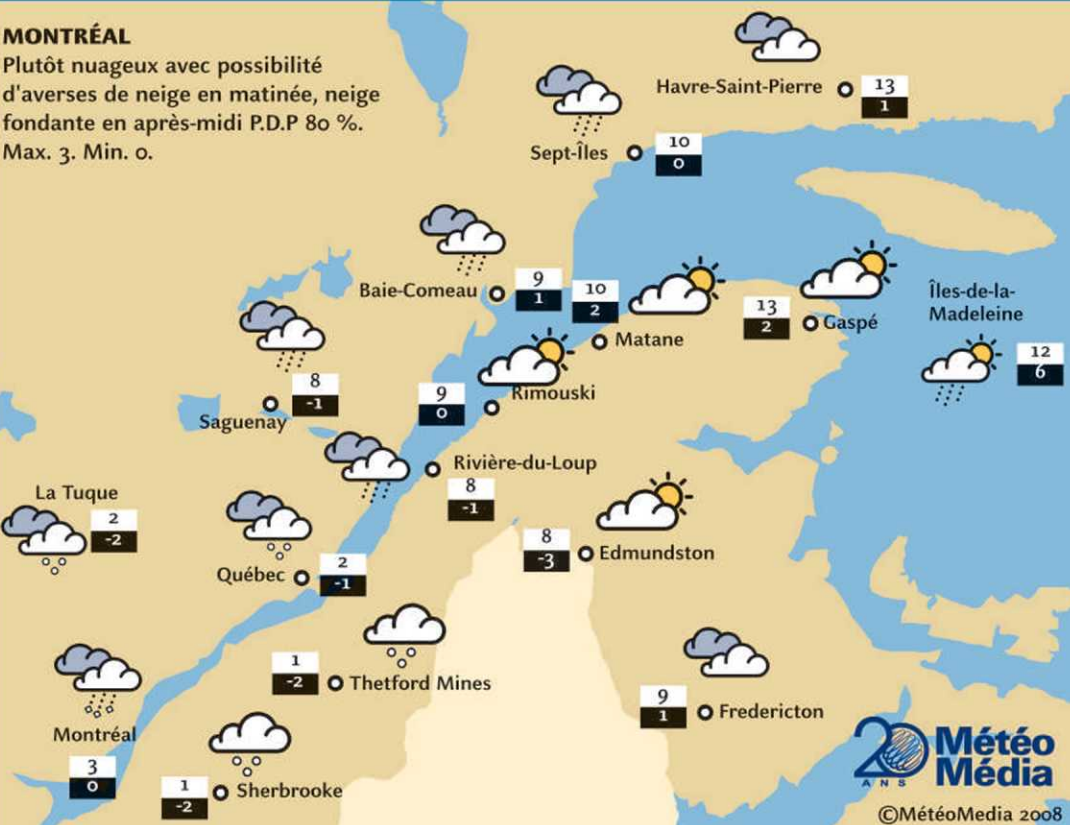 MONTRÉAL
Plutôt nuageux avec possibilité
d'averses de neige en matinée, neige
fondante en après-midi P.D.P 80 %.
Max. 3. Min. 0.
Havre-Saint-Pierre
13
1
Sept-Îles
10
0
Baie-Comeau
9
1
10
2
Matane
13
2
Gaspé
Îles-de-la-
Madeleine
12
6
8
-1
Saguenay
9
0
Rimouski
Rivière-du-Loup
8
-1
La Tuque
2
-2
Québec
2
-1
8
-3
Edmundston
1
-2
Thetford Mines
9
1
Fredericton
Montréal
3
0
1
-2
Sherbrooke
20
ANS
Météo
Média
©MétéoMedia 2008